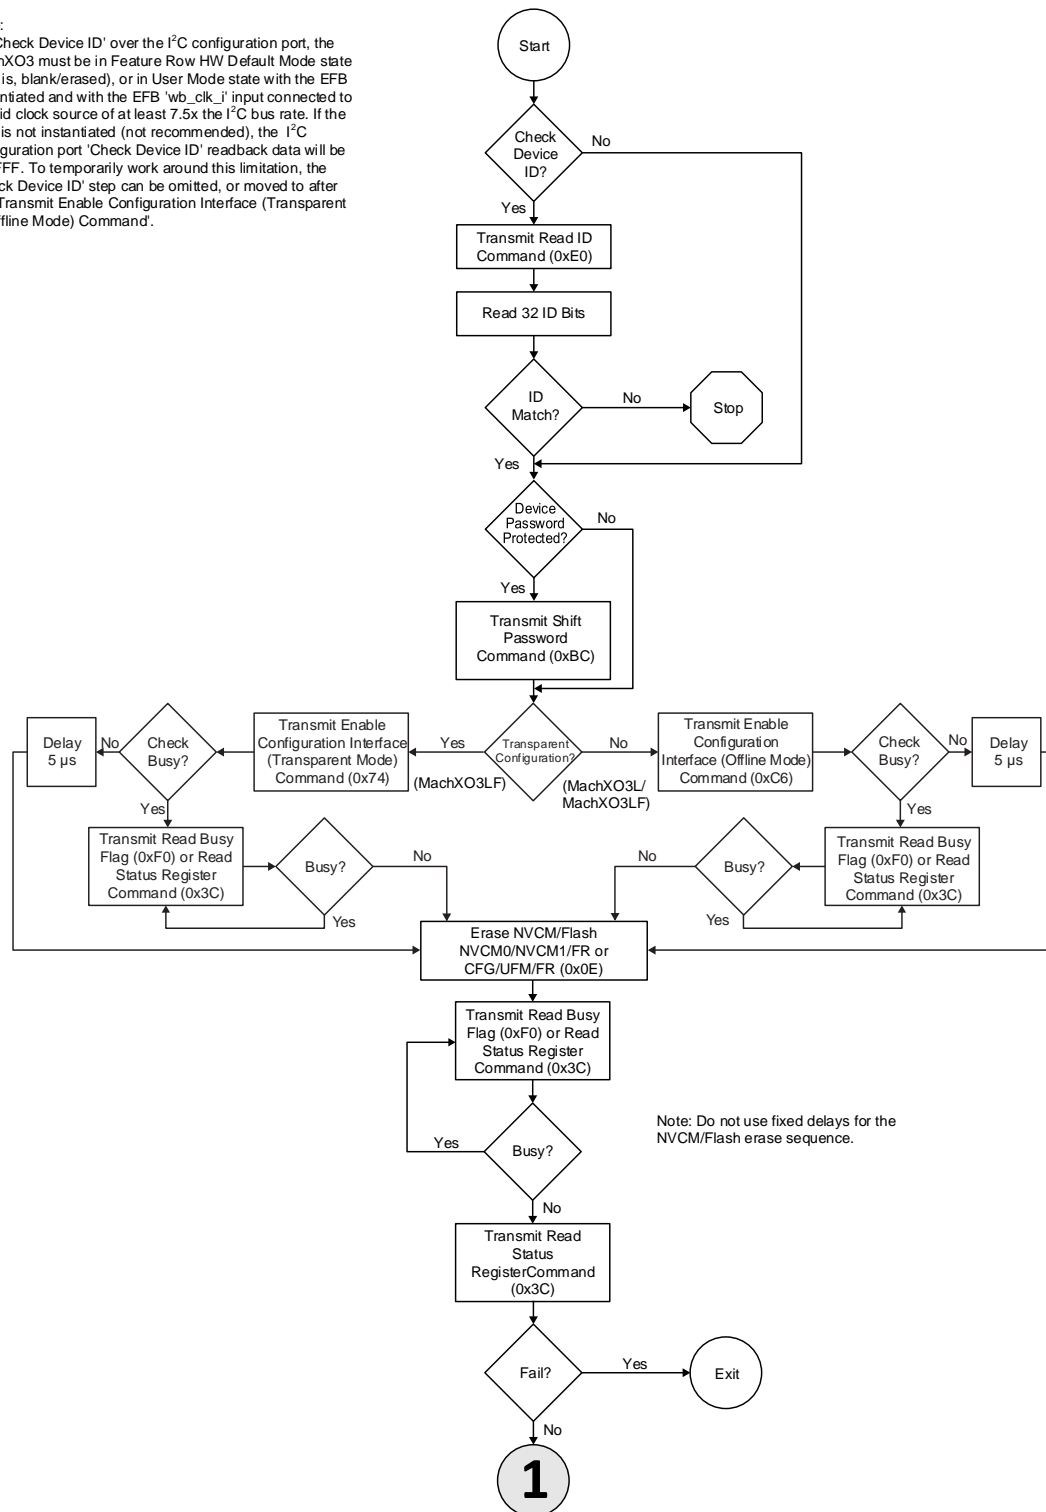 :
Check Device ID' over the I²C configuration port, the
XO3 must be in Feature Row HW Default Mode state
is, blank/erased), or in User Mode state with the EFB
and with the EFB 'wb_clk_i' input connected to
clock source of at least 7.5x the I²C bus rate. If the
is not instantiated (not recommended), the I²C
port 'Check Device ID' readback data will be
To temporarily work around this limitation, the
Device ID' step can be omitted, or moved to after
Transmit Enable Configuration Interface (Transparent
Mode) Command'.
Start
Check
Device
ID?
No
Yes
Transmit Read ID
Command (0xE0)
Read 32 ID Bits
ID
Match?
No
Stop
Yes
Device
Password
Protected?
No
Yes
Transmit Shift
Password
Command (0xBC)
Delay
5 µs
No
Check
Busy?
Transmit Enable
Configuration Interface
(Transparent Mode)
Command (0x74)
Yes
(MachXO3LF)
Transparent
Configuration?
No
(MachXO3L/
MachXO3LF)
Transmit Enable
Configuration
Interface (Offline Mode)
Command (0xC6)
Check
Busy?
No
Delay
5 µs
Yes
Transmit Read Busy
Flag (0xF0) or Read
Status Register
Command (0x3C)
Busy?
No
Yes
No
Busy?
Yes
Yes
Transmit Read Busy
Flag (0xF0) or Read
Status Register
Command (0x3C)
Erase NVCM/Flash
NVCM0/NVCM1/FR or
CFG/UFM/FR (0x0E)
Transmit Read Busy
Flag (0xF0) or Read
Status Register
Command (0x3C)
Note: Do not use fixed delays for the
NVCM/Flash erase sequence.
Yes
Busy?
No
Transmit Read
Status
RegisterCommand
(0x3C)
Fail?
Yes
Exit
No
1